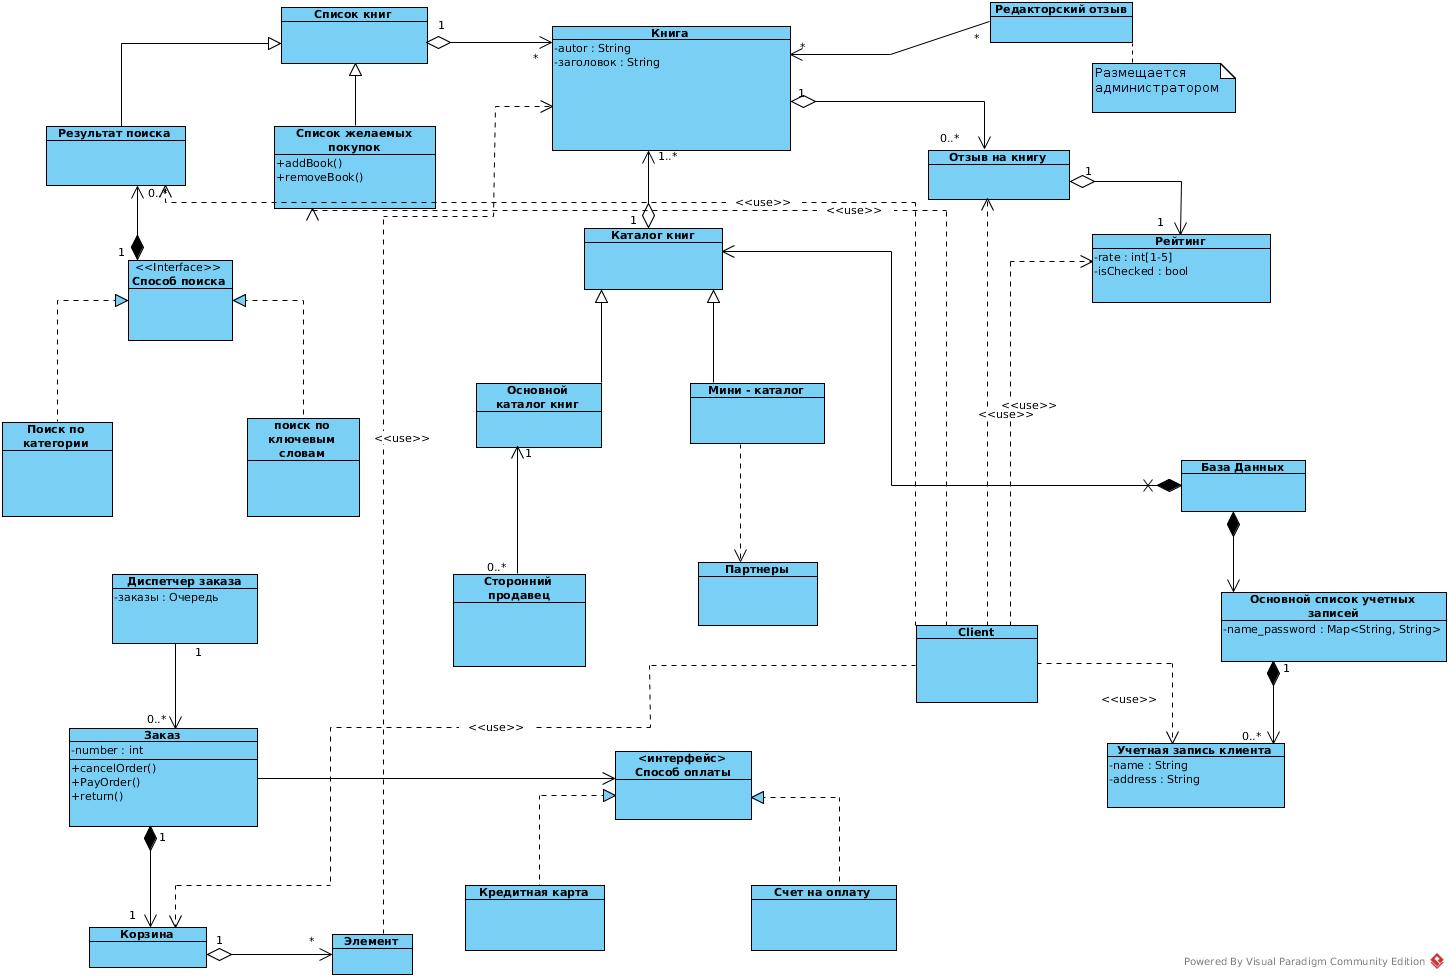 Список книг
1
*
Книга
-autor : String
-заголовок : String
Редакторский отзыв
*
*
Размещается
администратором
1
0..*
Результат поиска
Список желаемых
покупок
+addBook()
+removeBook()
Отзыв на книгу
1
1
1..*
1
0..*
<<use>>
<<use>>
Каталог книг
Рейтинг
-rate : int[1-5]
-isChecked : bool
1
<<Interface>>
Способ поиска
Основной
каталог книг
Мини - каталог
<<use>>
<<use>>
<<use>>
Поиск по
категории
поиск по
ключевым
словам
1
База Данных
0..*
Диспетчер заказа
-заказы : Очередь
Сторонний
продавец
Партнеры
Основной список учетных
записей
-name_password : Map<String, String>
Client
1
1
<<use>>
0..*
<<use>>
0..*
Заказ
-number : int
+cancelOrder()
+PayOrder()
+return()
<интерфейс>
Способ оплаты
Учетная запись клиента
-name : String
-address : String
1
Кредитная карта
Счет на оплату
1
Корзина
1
*
Элемент
Powered By Visual Paradigm Community Edition